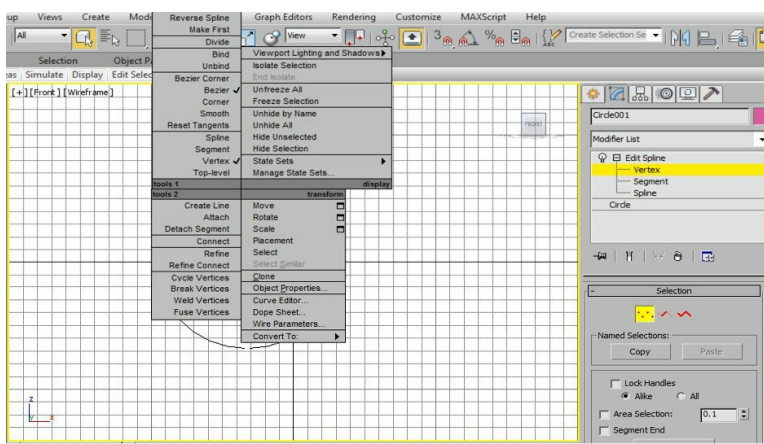 up Views Create Modi Graph Editors Rendering Customize MAXScript Help
All View 3 % ABC Create Selection Se
Selection Object Pa
eas Simulate Display Edit Selec
[+][Front][Wireframe]
Reverse Spline
Make First
Divide
Bind
Unbind
Bezier Corner
Bezier ✓
Corner
Smooth
Reset Tangents
Spline
Segment
Vertex ✓
Top-level
tools 1
tools 2
Create Line
Attach
Detach Segment
Connect
Refine
Refine Connect
Cycle Vertices
Break Vertices
Weld Vertices
Fuse Vertices
Viewport Lighting and Shadows
Isolate Selection
End Isolate
Unfreeze All
Freeze Selection
Unhide by Name
Unhide All
Hide Unselected
Hide Selection
State Sets
Manage State Sets...
display
transform
Move
Rotate
Scale
Placement
Select
Select Similar
Clone
Object Properties...
Curve Editor...
Dope Sheet...
Wire Parameters...
Convert To:
FRONT
z
y x
Circle001
Modifier List
Edit Spline
Vertex
Segment
Spline
Circle
- Selection
Named Selections:
Copy Paste
Lock Handles
Alike All
Area Selection: 0.1
Segment End